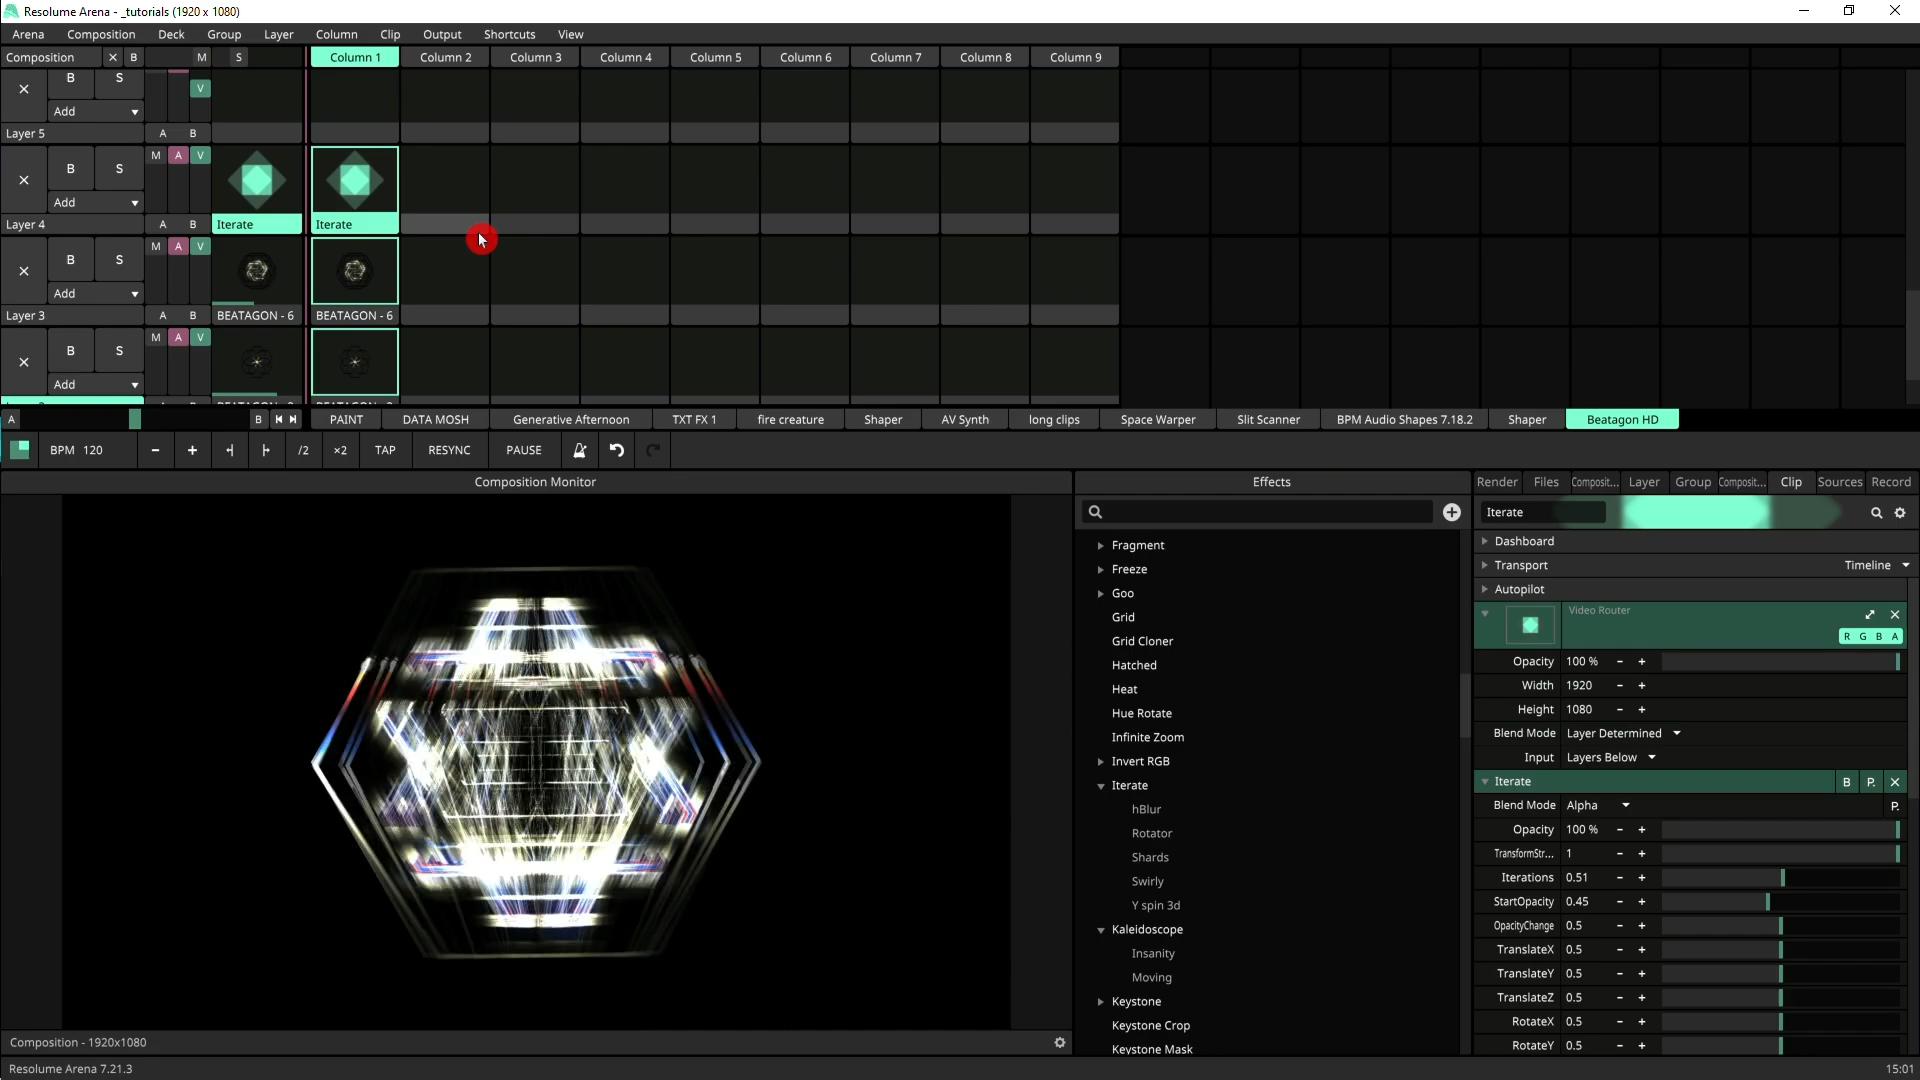 Resolume Arena - _tutorials (1920 x 1080)
Arena Composition Deck Group Layer Column Clip Output Shortcuts View
Composition X B M S Column 1 Column 2 Column 3 Column 4 Column 5 Column 6 Column 7 Column 8 Column 9
B S V
Add
Layer 5 A B
M A V
B S
Add
Layer 4 A B Iterate Iterate
M A V
B S
Add
Layer 3 A B BEATAGON - 6 BEATAGON - 6
M A V
B S
Add
A B PAINT DATA MOSH Generative Afternoon TXT FX 1 fire creature Shaper AV Synth long clips Space Warper Slit Scanner BPM Audio Shapes 7.18.2 Shaper Beatagon HD
BPM 120 - + /2 ×2 TAP RESYNC PAUSE
Composition Monitor
Composition - 1920x1080
Effects
Fragment
Freeze
Goo
Grid
Grid Cloner
Hatched
Heat
Hue Rotate
Infinite Zoom
Invert RGB
Iterate
hBlur
Rotator
Shards
Swirly
Y spin 3d
Kaleidoscope
Insanity
Moving
Keystone
Keystone Crop
Keystone Mask
Render Files Composit... Layer Group Composit... Clip Sources Record
Iterate
Dashboard
Transport Timeline
Autopilot
Video Router
R G B A
Opacity 100 % - +
Width 1920 - +
Height 1080 - +
Blend Mode Layer Determined
Input Layers Below
Iterate B P. X
Blend Mode Alpha P.
Opacity 100 % - +
TransformStr... 1 - +
Iterations 0.51 - +
StartOpacity 0.45 - +
OpacityChange 0.5 - +
TranslateX 0.5 - +
TranslateY 0.5 - +
TranslateZ 0.5 - +
RotateX 0.5 - +
RotateY 0.5 - +
Resolume Arena 7.21.3
15:01